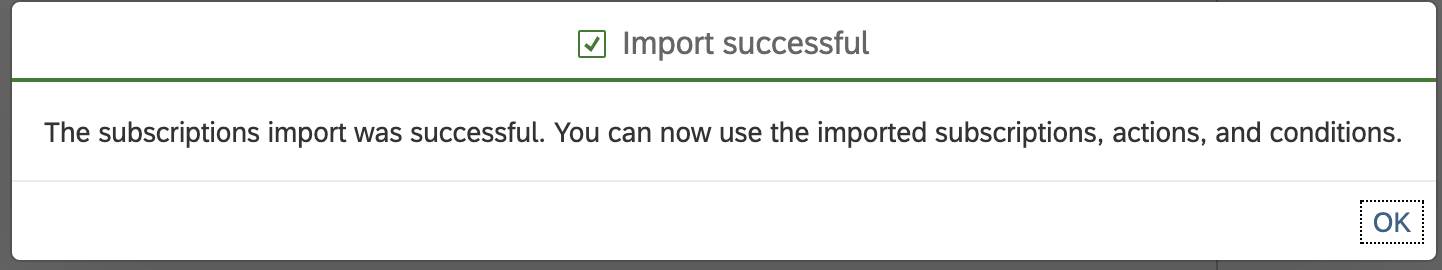 Import successful
The subscriptions import was successful. You can now use the imported subscriptions, actions, and conditions.
OK